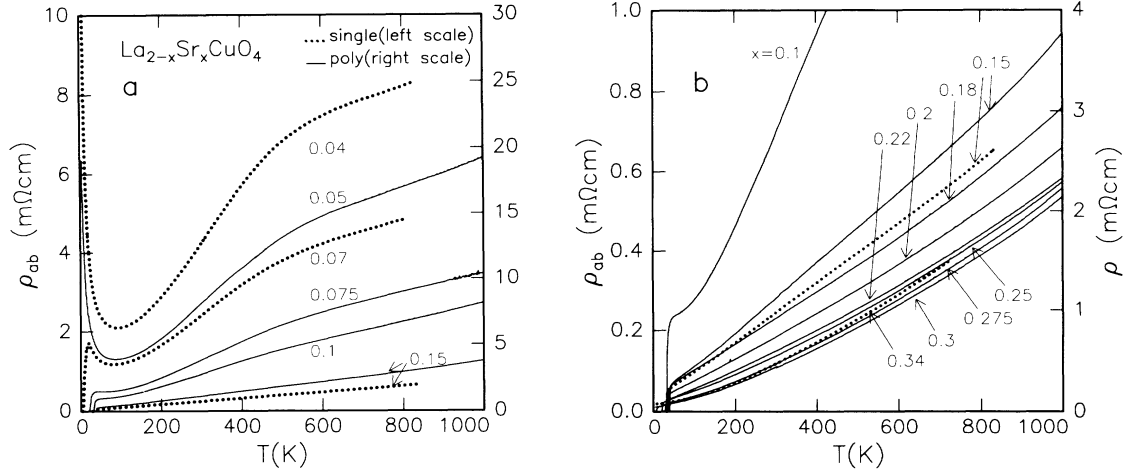 10
8
6
4
2
0
ρab (mΩcm)
La2−xSrxCuO4
a
single(left scale)
poly(right scale)
30
25
20
15
10
5
0
0.04
0.05
0.07
0.075
0.1
0.15
0 200 400 600 800 1000
T(K)
1.0
0.8
0.6
0.4
0.2
0.0
ρab (mΩcm)
b
x=0.1
0.15
0.18
0.2
0.22
0.25
0.275
0.3
0.34
4
3
2
1
0
ρ (mΩcm)
0 200 400 600 800 1000
T(K)